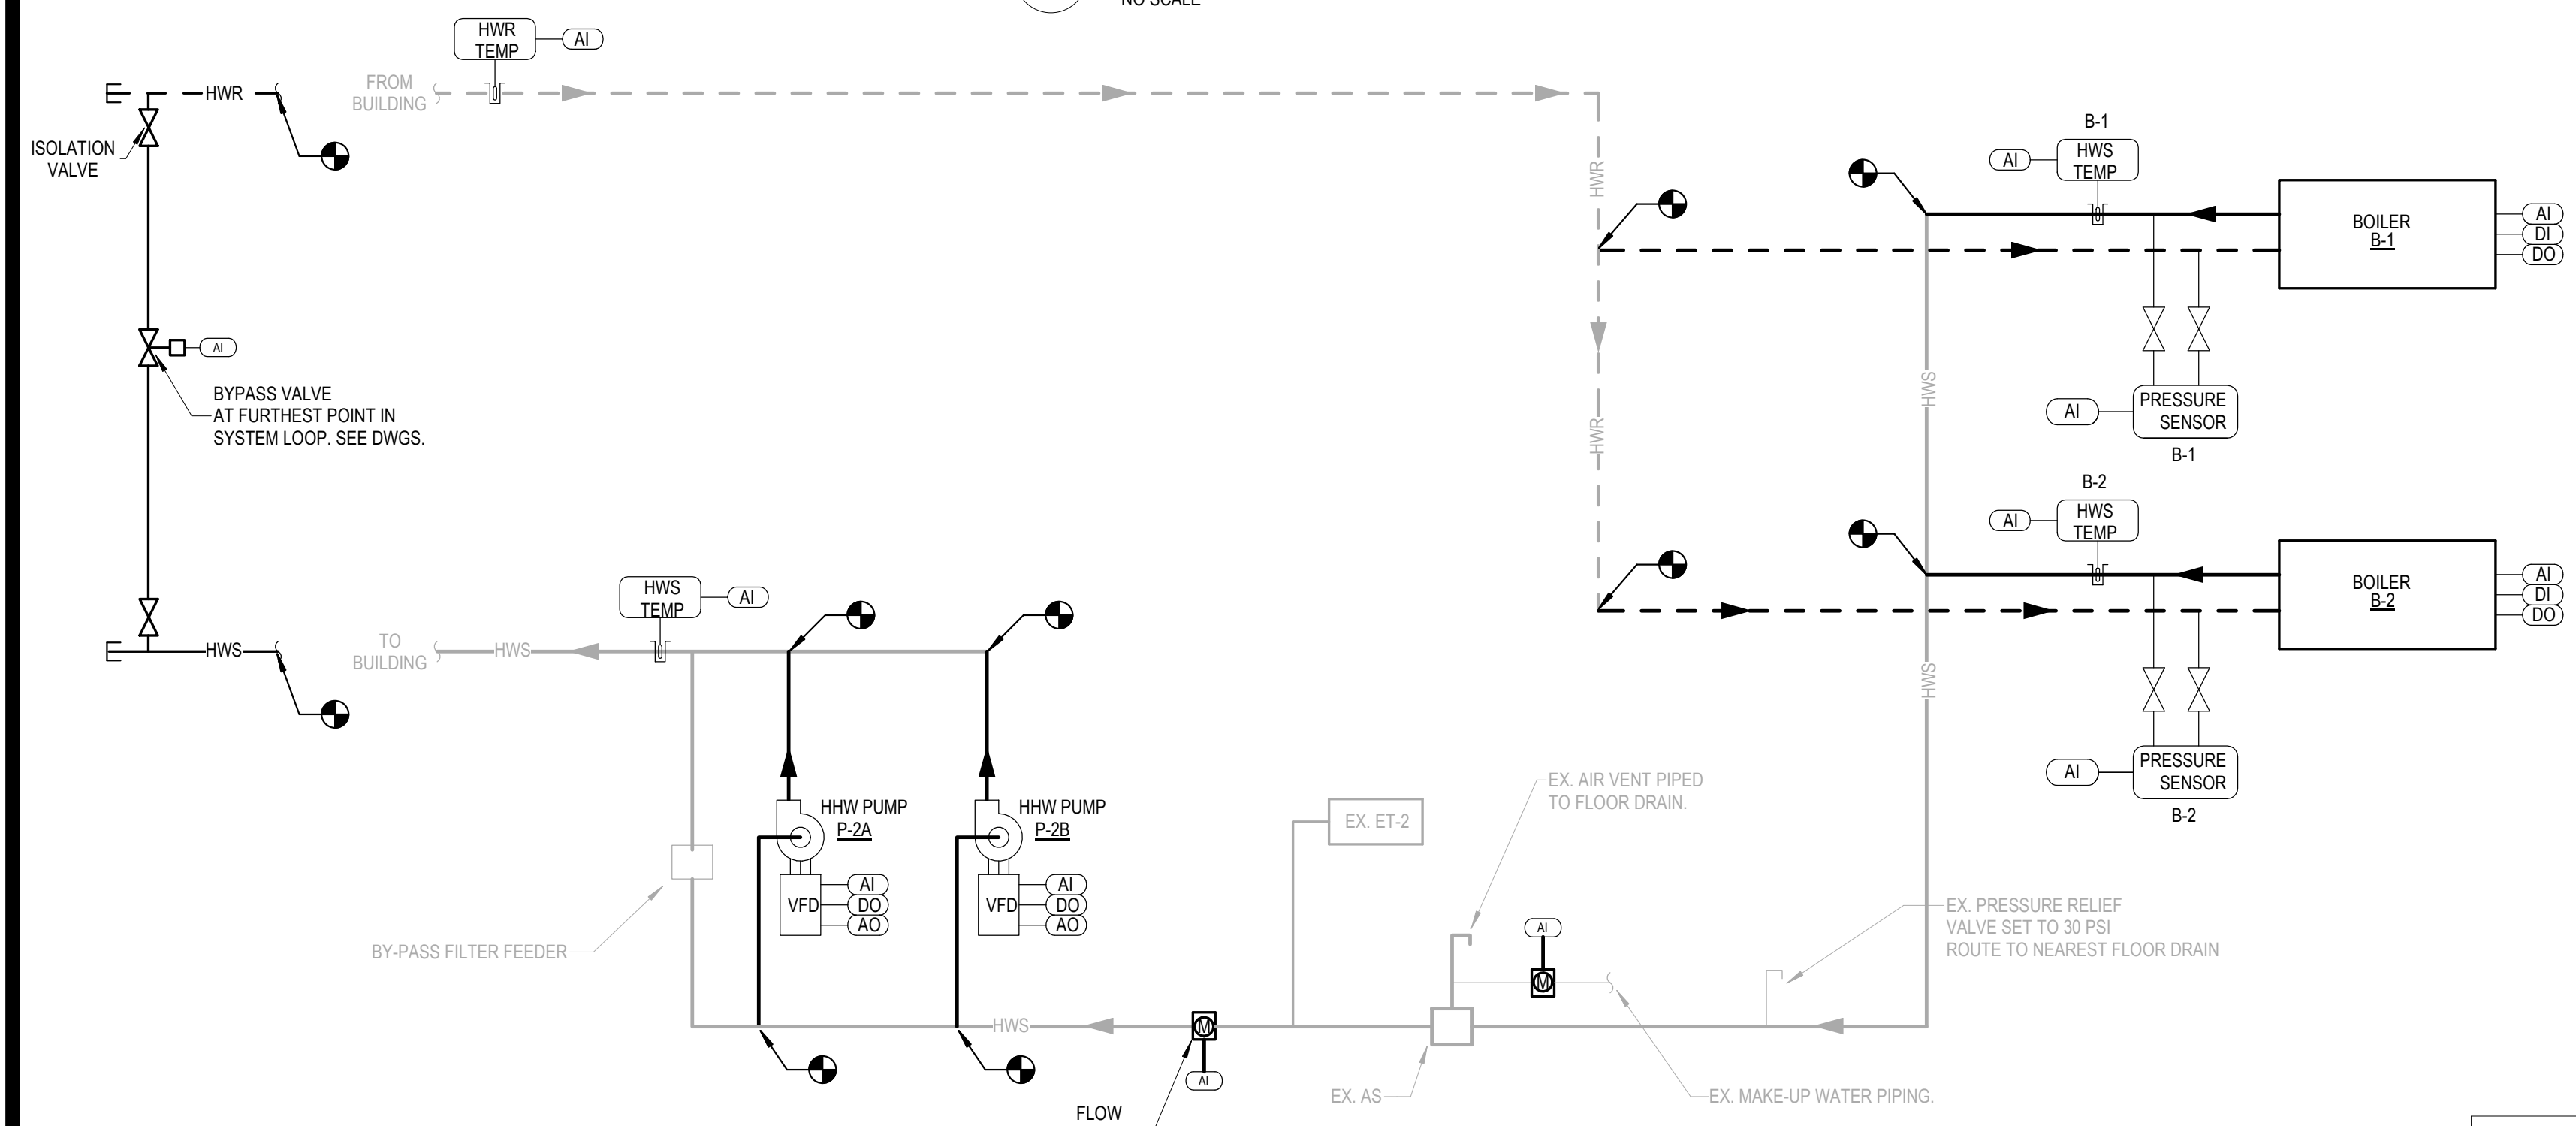 NO SCALE
HWR
TEMP
AI
FROM
BUILDING
HWR
ISOLATION
VALVE
AI
BYPASS VALVE
AT FURTHEST POINT IN
SYSTEM LOOP. SEE DWGS.
HWS
TO
BUILDING
HWS
HWS
TEMP
AI
HWR
HWR
B-1
AI
HWS
TEMP
BOILER
B-1
AI
DI
DO
HWS
AI
PRESSURE
SENSOR
B-1
B-2
AI
HWS
TEMP
BOILER
B-2
AI
DI
DO
HWS
AI
PRESSURE
SENSOR
B-2
HHW PUMP
P-2A
VFD
AI
DO
AO
HHW PUMP
P-2B
VFD
AI
DO
AO
BY-PASS FILTER FEEDER
EX. ET-2
EX. AIR VENT PIPED
TO FLOOR DRAIN.
AI
M
EX. PRESSURE RELIEF
VALVE SET TO 30 PSI
ROUTE TO NEAREST FLOOR DRAIN
HWS
M
AI
FLOW
EX. AS
EX. MAKE-UP WATER PIPING.